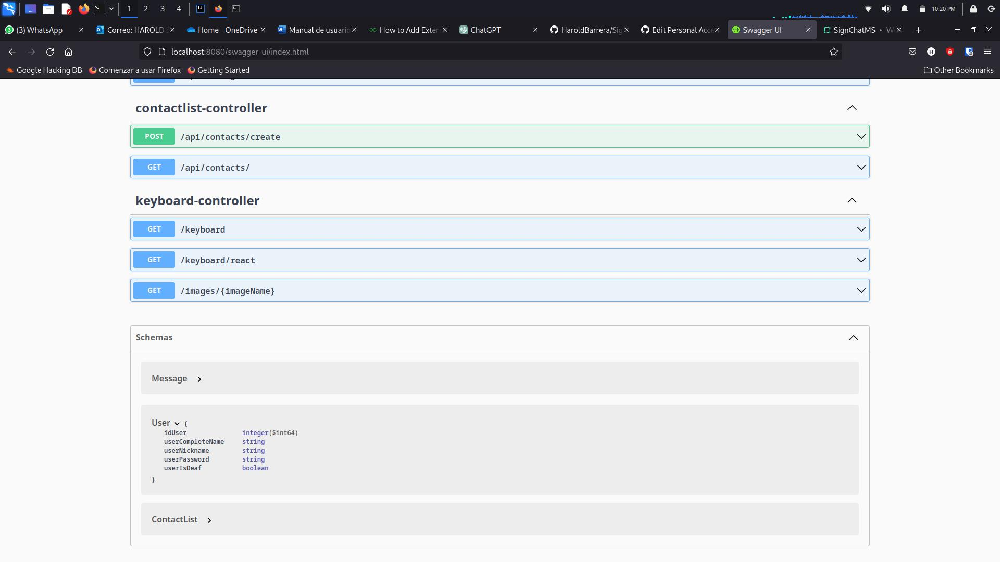 1 2 3 4
10:20 PM
(3) WhatsApp
Correo: HAROLD S
Home - OneDrive
Manual de usuario
How to Add Exter
ChatGPT
HaroldBarrera/Sig
Edit Personal Acce
Swagger UI
SignChatMS • W
localhost:8080/swagger-ui/index.html
Google Hacking DB
Comenzar a usar Firefox
Getting Started
Other Bookmarks
contactlist-controller
POST /api/contacts/create
GET /api/contacts/
keyboard-controller
GET /keyboard
GET /keyboard/react
GET /images/{imageName}
Schemas
Message
User {
idUser integer($int64)
userCompleteName string
userNickname string
userPassword string
userIsDeaf boolean
}
ContactList